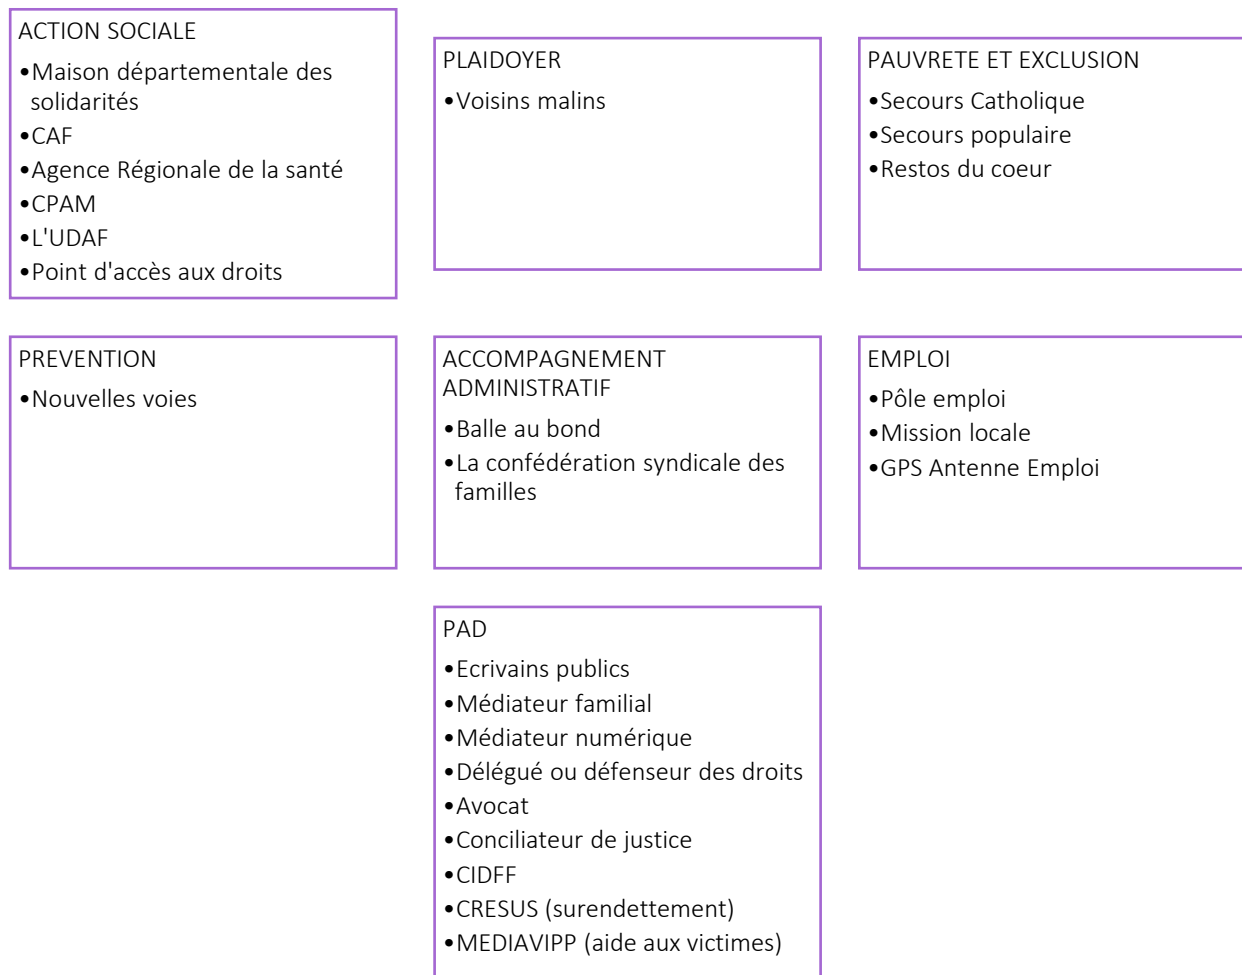 ACTION SOCIALE
•Maison départementale des
solidarités
•CAF
•Agence Régionale de la santé
•CPAM
•L'UDAF
•Point d'accès aux droits
PLAIDOYER
•Voisins malins
PAUVRETE ET EXCLUSION
•Secours Catholique
•Secours populaire
•Restos du coeur
PREVENTION
•Nouvelles voies
ACCOMPAGNEMENT
ADMINISTRATIF
•Balle au bond
•La confédération syndicale des
familles
EMPLOI
•Pôle emploi
•Mission locale
•GPS Antenne Emploi
PAD
•Ecrivains publics
•Médiateur familial
•Médiateur numérique
•Délégué ou défenseur des droits
•Avocat
•Conciliateur de justice
•CIDFF
•CRESUS (surendettement)
•MEDIAVIPP (aide aux victimes)